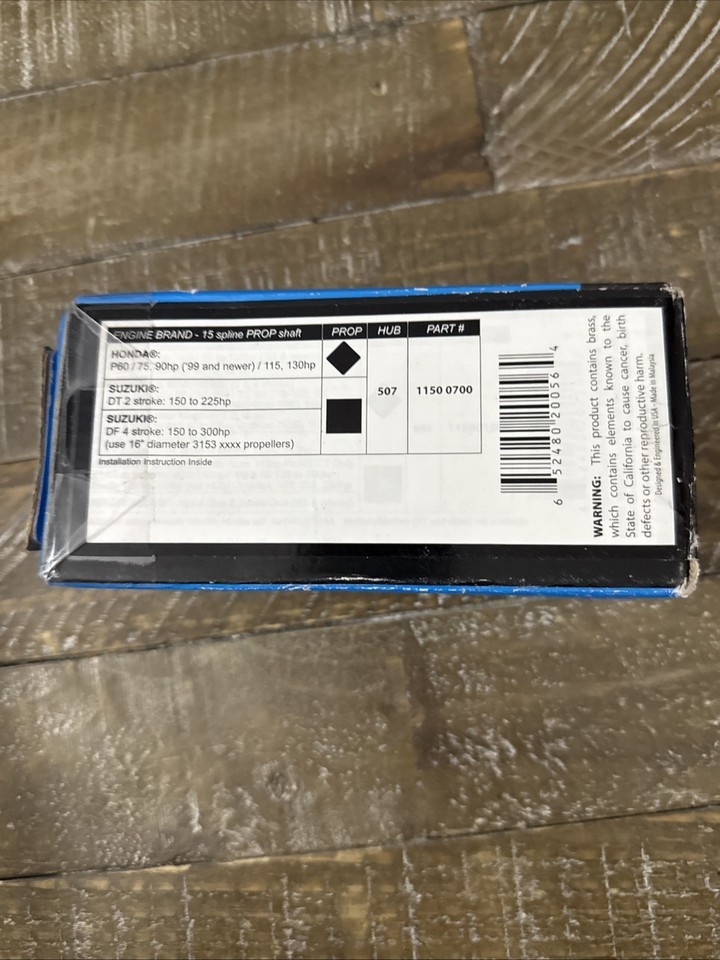 ENGINE BRAND - 15 spline PROP shaft PROP HUB PART #
HONDA®:
P60 / 75, 90hp ('99 and newer) / 115, 130hp
SUZUKI®:
DT 2 stroke: 150 to 225hp
507 1150 0700
SUZUKI®:
DF 4 stroke: 150 to 300hp
(use 16" diameter 3153 xxxx propellers)
Installation Instruction Inside
6 52480 20056 4
WARNING: This product contains brass,
which contains elements known to the
State of California to cause cancer, birth
defects or other reproductive harm.
Designed & Engineered in USA - Made in Malaysia